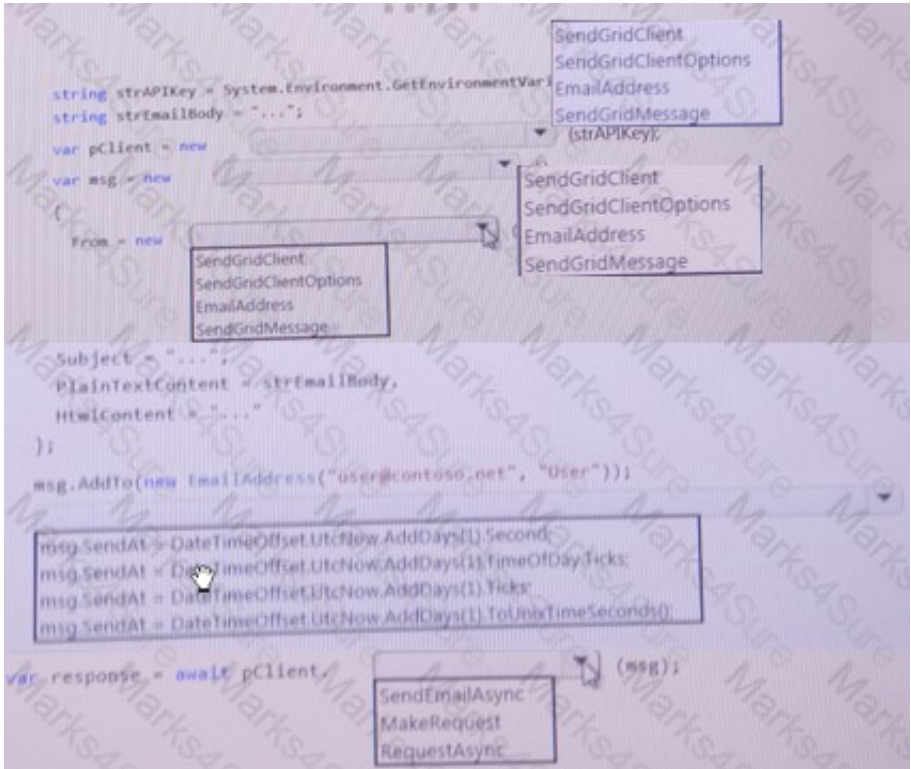 SendGridClient
SendGridClientOptions
EmailAddress
SendGridMessage
string strAPIKey = System.Environment.GetEnvironmentVari
string strEmailBody = "...";
var pClient = new (strAPIKey);
var msg = new ()
SendGridClient
SendGridClientOptions
EmailAddress
SendGridMessage
{
From = new (
SendGridClient
SendGridClientOptions
EmailAddress
SendGridMessage
Subject = "...",
PlainTextContent = strEmailBody,
HtmlContent = "..."
};
msg.AddTo(new EmailAddress("user@contoso.net", "User"));
msg.SendAt = DateTimeOffset.UtcNow.AddDays(1).Second;
msg.SendAt = DateTimeOffset.UtcNow.AddDays(1).TimeOfDay.Ticks;
msg.SendAt = DateTimeOffset.UtcNow.AddDays(1).Ticks;
msg.SendAt = DateTimeOffset.UtcNow.AddDays(1).ToUnixTimeSeconds();
var response = await pClient. (msg);
SendEmailAsync
MakeRequest
RequestAsync
Marks4Sure